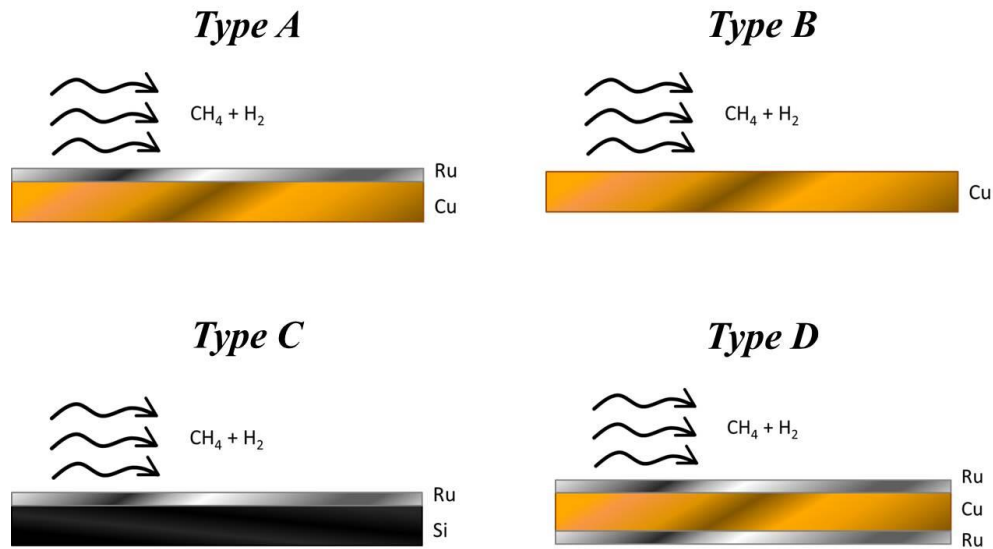 Type A
CH₄ + H₂
Ru
Cu
Type B
CH₄ + H₂
Cu
Type C
CH₄ + H₂
Ru
Si
Type D
CH₄ + H₂
Ru
Cu
Ru